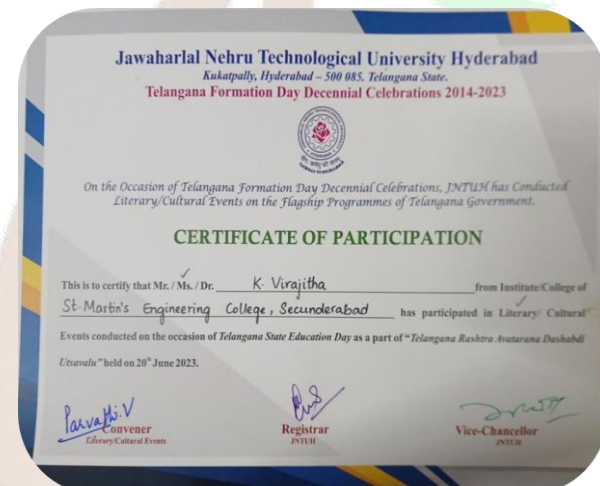 Jawaharlal Nehru Technological University Hyderabad
Kukatpally, Hyderabad – 500 085. Telangana State.
Telangana Formation Day Decennial Celebrations 2014-2023
On the Occasion of Telangana Formation Day Decennial Celebrations, JNTUH has Conducted
Literary/Cultural Events on the Flagship Programmes of Telangana Government.
CERTIFICATE OF PARTICIPATION
This is to certify that Mr. / Ms. / Dr. K. Virajitha from Institute/College of
St. Martin's Engineering College, Secunderabad has participated in Literary/ Cultural
Events conducted on the occasion of Telangana State Education Day as a part of "Telangana Rashtra Avatarana Dashabdi
Utsavalu" held on 20th June 2023.
Parvathi.V
Convener Registrar Vice-Chancellor
Literary/Cultural Events JNTUH JNTUH